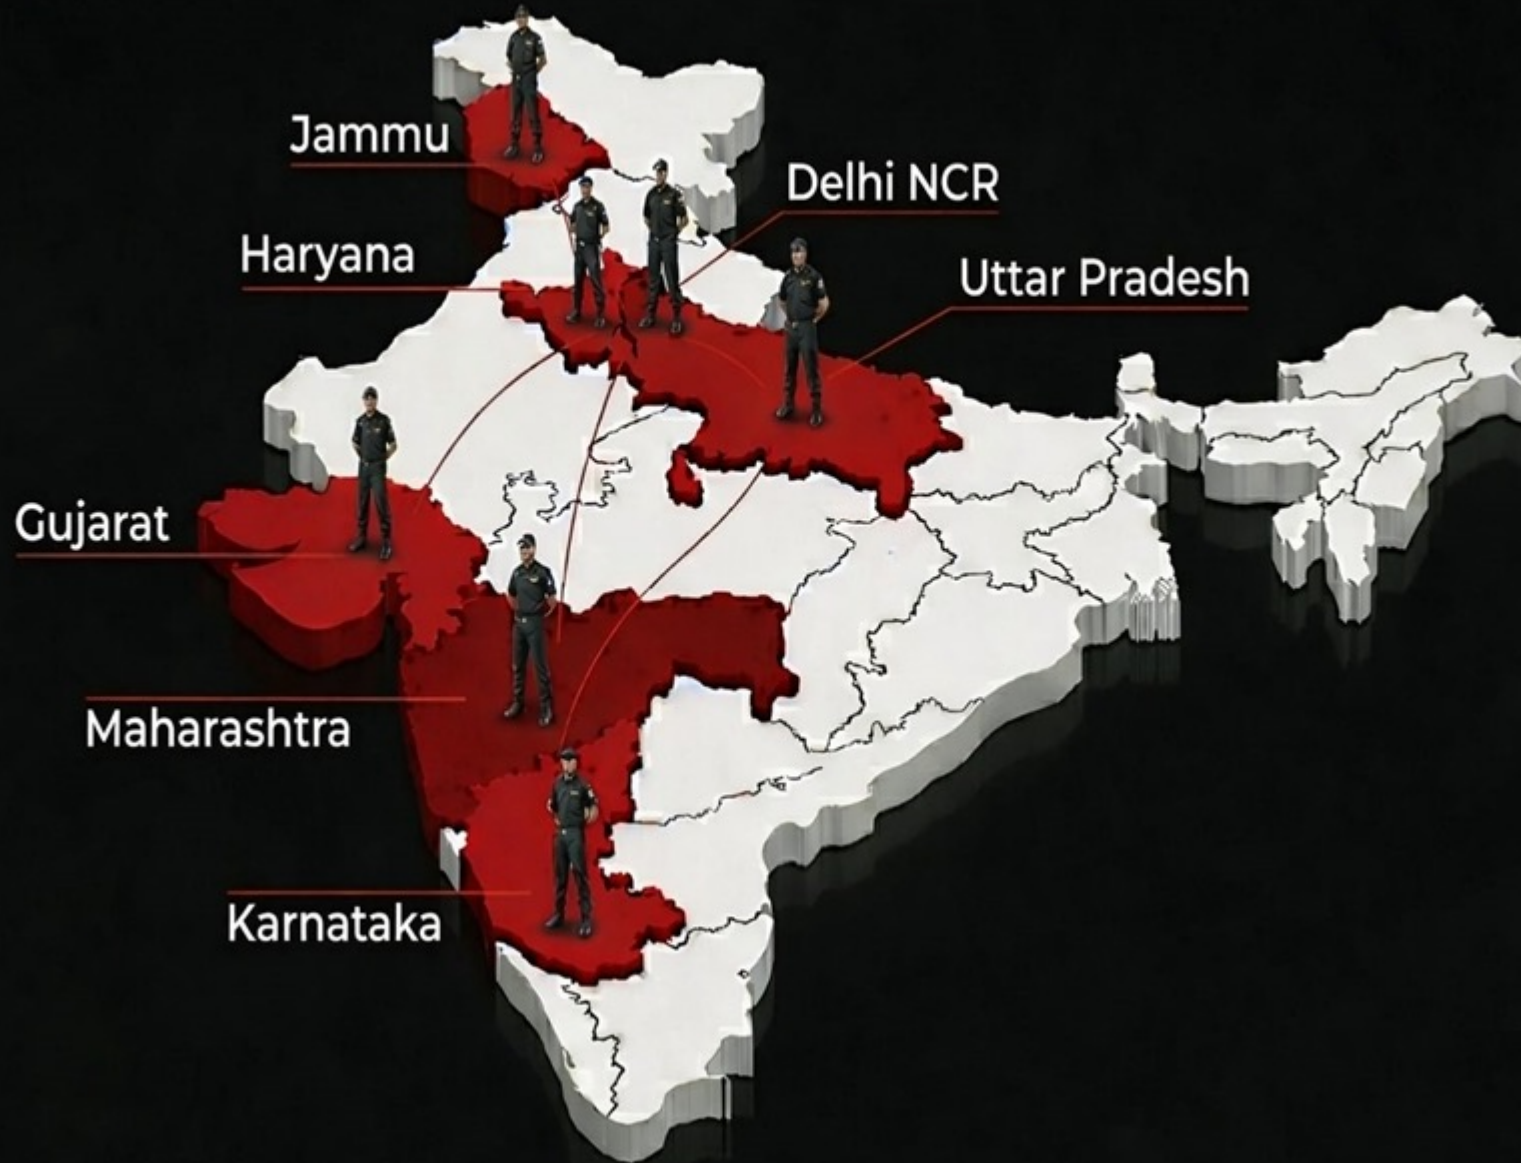 Jammu
Delhi NCR
Haryana
Uttar Pradesh
Gujarat
Maharashtra
Karnataka